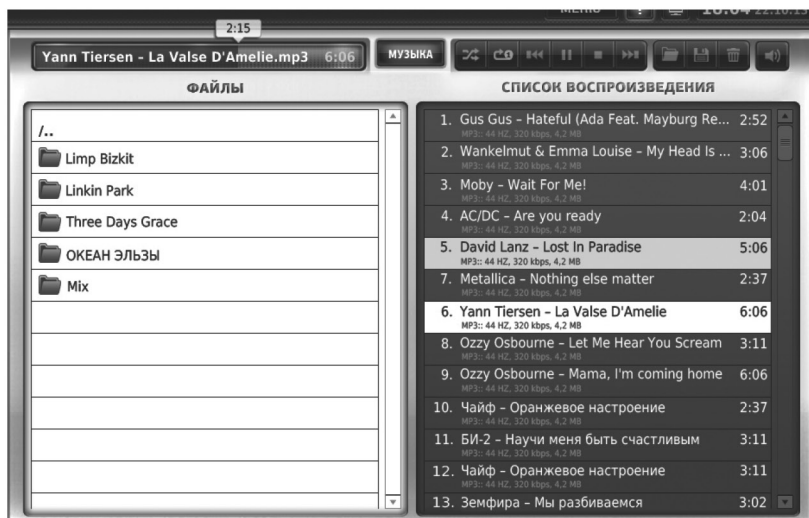 МЕНЮ 18:04 22.10.15
2:15
Yann Tiersen – La Valse D'Amelie.mp3 6:06 МУЗЫКА
ФАЙЛЫ
/..
Limp Bizkit
Linkin Park
Three Days Grace
ОКЕАН ЭЛЬЗЫ
Mix
СПИСОК ВОСПРОИЗВЕДЕНИЯ
1. Gus Gus – Hateful (Ada Feat. Mayburg Re... 2:52
MP3:: 44 HZ, 320 kbps, 4,2 MB
2. Wankelmut & Emma Louise – My Head Is ... 3:06
MP3:: 44 HZ, 320 kbps, 4,2 MB
3. Moby – Wait For Me! 4:01
MP3:: 44 HZ, 320 kbps, 4,2 MB
4. AC/DC – Are you ready 2:04
MP3:: 44 HZ, 320 kbps, 4,2 MB
5. David Lanz – Lost In Paradise 5:06
MP3:: 44 HZ, 320 kbps, 4,2 MB
7. Metallica – Nothing else matter 2:37
MP3:: 44 HZ, 320 kbps, 4,2 MB
6. Yann Tiersen – La Valse D'Amelie 6:06
MP3:: 44 HZ, 320 kbps, 4,2 MB
8. Ozzy Osbourne – Let Me Hear You Scream 3:11
MP3:: 44 HZ, 320 kbps, 4,2 MB
9. Ozzy Osbourne – Mama, I'm coming home 6:06
MP3:: 44 HZ, 320 kbps, 4,2 MB
10. Чайф – Оранжевое настроение 2:37
MP3:: 44 HZ, 320 kbps, 4,2 MB
11. БИ-2 – Научи меня быть счастливым 3:11
MP3:: 44 HZ, 320 kbps, 4,2 MB
12. Чайф – Оранжевое настроение 3:11
MP3:: 44 HZ, 320 kbps, 4,2 MB
13. Земфира – Мы разбиваемся 3:02